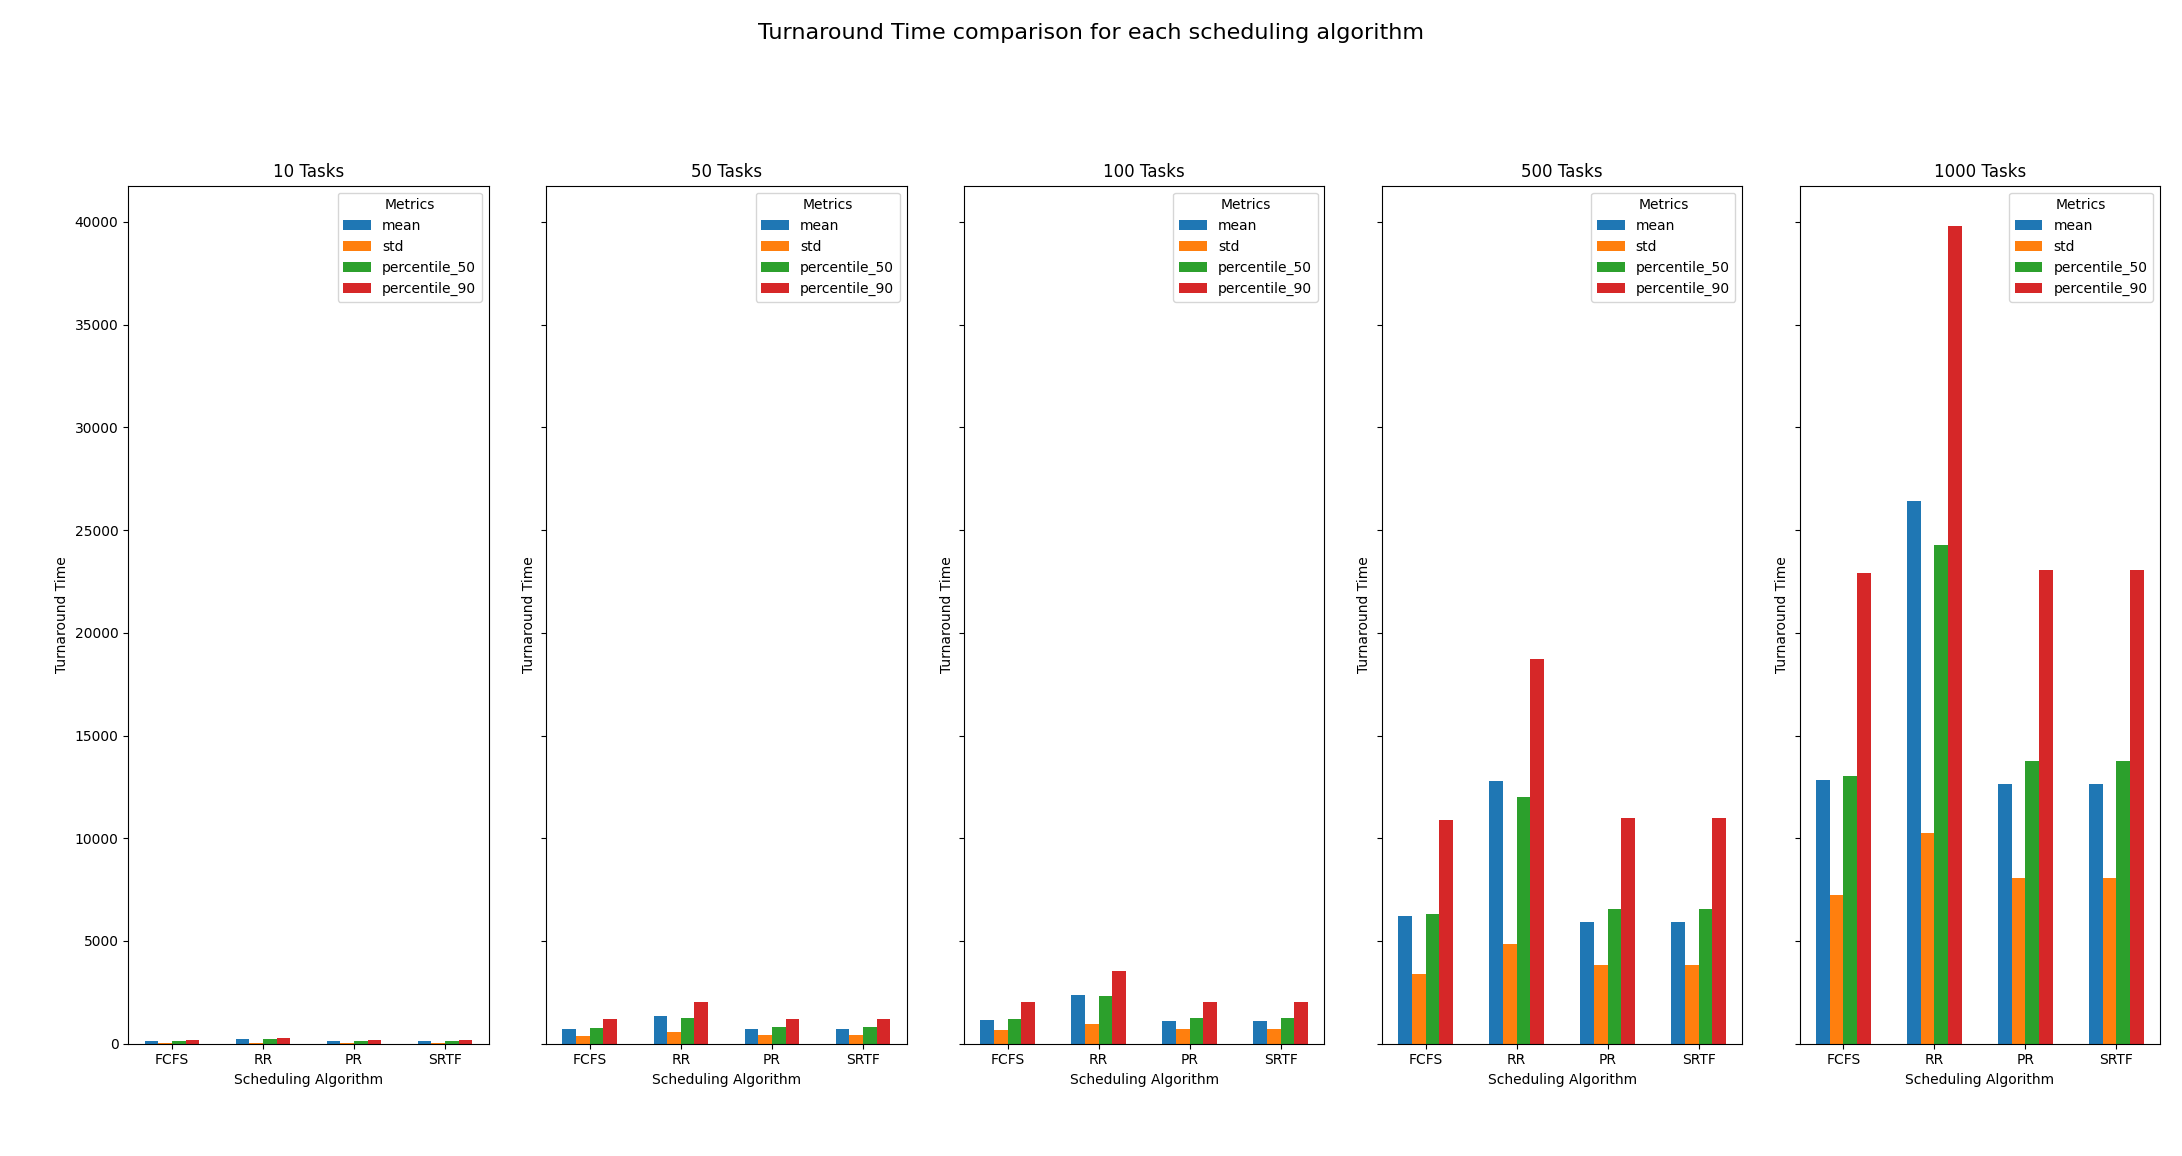 Turnaround Time comparison for each scheduling algorithm
10 Tasks
Metrics
mean
std
percentile_50
percentile_90
40000
35000
30000
25000
20000
15000
10000
5000
0
Turnaround Time
FCFS RR PR SRTF
Scheduling Algorithm
50 Tasks
Metrics
mean
std
percentile_50
percentile_90
Turnaround Time
FCFS RR PR SRTF
Scheduling Algorithm
100 Tasks
Metrics
mean
std
percentile_50
percentile_90
Turnaround Time
FCFS RR PR SRTF
Scheduling Algorithm
500 Tasks
Metrics
mean
std
percentile_50
percentile_90
Turnaround Time
FCFS RR PR SRTF
Scheduling Algorithm
1000 Tasks
Metrics
mean
std
percentile_50
percentile_90
Turnaround Time
FCFS RR PR SRTF
Scheduling Algorithm